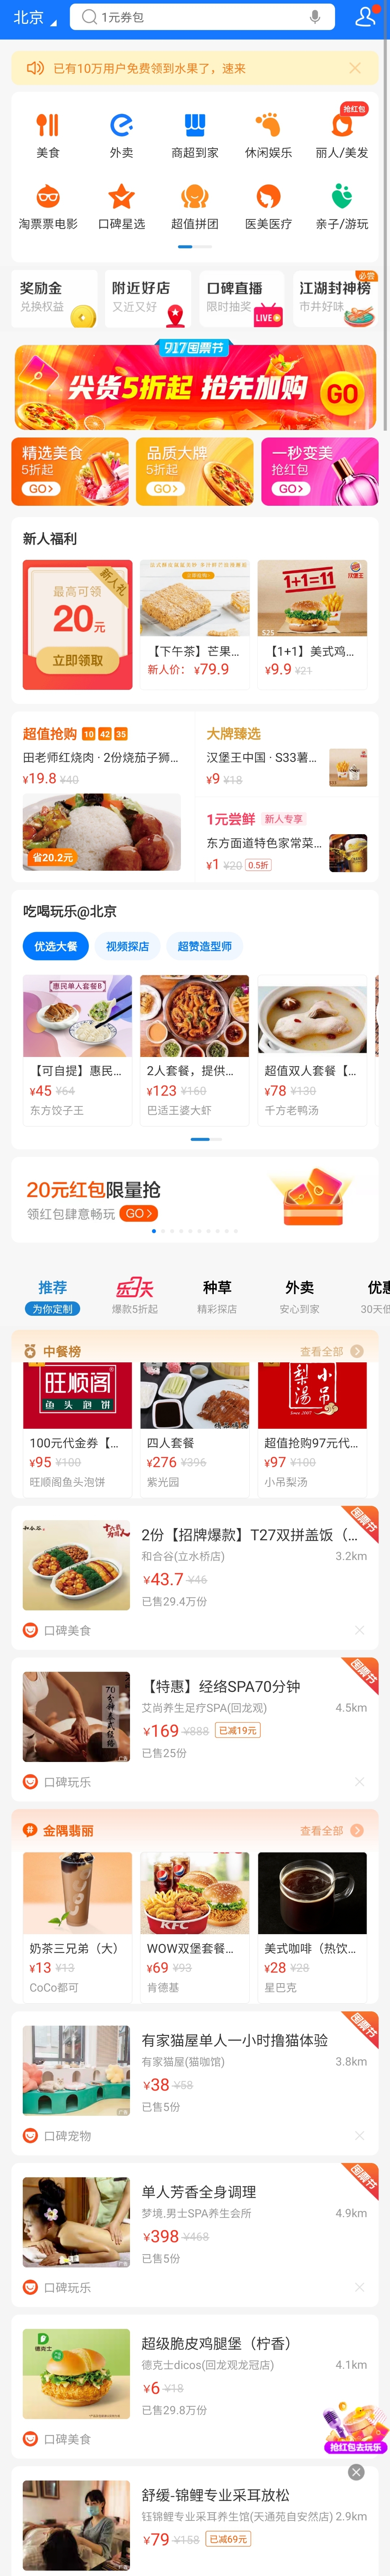 北京
1元券包
已有10万用户免费领到水果了，速来
抢红包
美食
外卖
商超到家
休闲娱乐
丽人/美发
淘票票电影
口碑星选
超值拼团
医美医疗
亲子/游玩
必尝
奖励金
附近好店
口碑直播
江湖封神榜
兑换权益
又近又好
限时抽奖
市井好味
LIVE
917囤票节
尖货5折起 抢先加购
GO
精选美食
品质大牌
一秒变美
5折起
5折起
抢红包
GO
GO
GO
新人福利
新人礼
最高可领
20元
立即领取
【下午茶】芒果...
新人价：¥79.9
1+1=11
汉堡王
S25
【1+1】美式鸡...
¥9.9 ¥21
超值抢购 10 42 35
田老师红烧肉 · 2份烧茄子狮...
¥19.8 ¥40
省20.2元
大牌臻选
汉堡王中国 · S33薯...
¥9 ¥18
1元尝鲜 新人专享
东方面道特色家常菜...
¥1 ¥20 0.5折
吃喝玩乐@北京
优选大餐
视频探店
超赞造型师
惠民单人套餐B
【可自提】惠民...
2人套餐，提供...
超值双人套餐【...
¥45 ¥64
¥123 ¥160
¥78 ¥130
东方饺子王
巴适王婆大虾
千方老鸭汤
20元红包限量抢
领红包肆意畅玩 GO
推荐
乐3天
种草
外卖
优惠
为你定制
爆款5折起
精彩探店
安心到家
30天低
中餐榜
查看全部
旺顺阁
鱼头泡饼
小吊
梨汤
100元代金券【...
四人套餐
超值抢购97元代...
¥95 ¥100
¥276 ¥396
¥97 ¥100
旺顺阁鱼头泡饼
紫光园
小吊梨汤
囤票节
2份【招牌爆款】T27双拼盖饭（...
和合谷(立水桥店)
3.2km
¥43.7 ¥46
已售29.4万份
口碑美食
囤票节
【特惠】经络SPA70分钟
艾尚养生足疗SPA(回龙观)
4.5km
¥169 ¥888 已减19元
已售25份
口碑玩乐
金隅翡丽
查看全部
KFC
奶茶三兄弟（大）
WOW双堡套餐...
美式咖啡（热饮...
¥13 ¥13
¥69 ¥93
¥28 ¥28
CoCo都可
肯德基
星巴克
囤票节
有家猫屋单人一小时撸猫体验
有家猫屋(猫咖馆)
3.8km
¥38 ¥58
已售5份
口碑宠物
囤票节
单人芳香全身调理
梦境.男士SPA养生会所
4.9km
¥398 ¥468
已售5份
口碑玩乐
德克士
超级脆皮鸡腿堡（柠香）
德克士dicos(回龙观龙冠店)
4.1km
¥6 ¥18
已售29.8万份
口碑美食
抢红包去玩乐
舒缓-锦鲤专业采耳放松
钰锦鲤专业采耳养生馆(天通苑自安然店) 2.9km
¥79 ¥158 已减69元